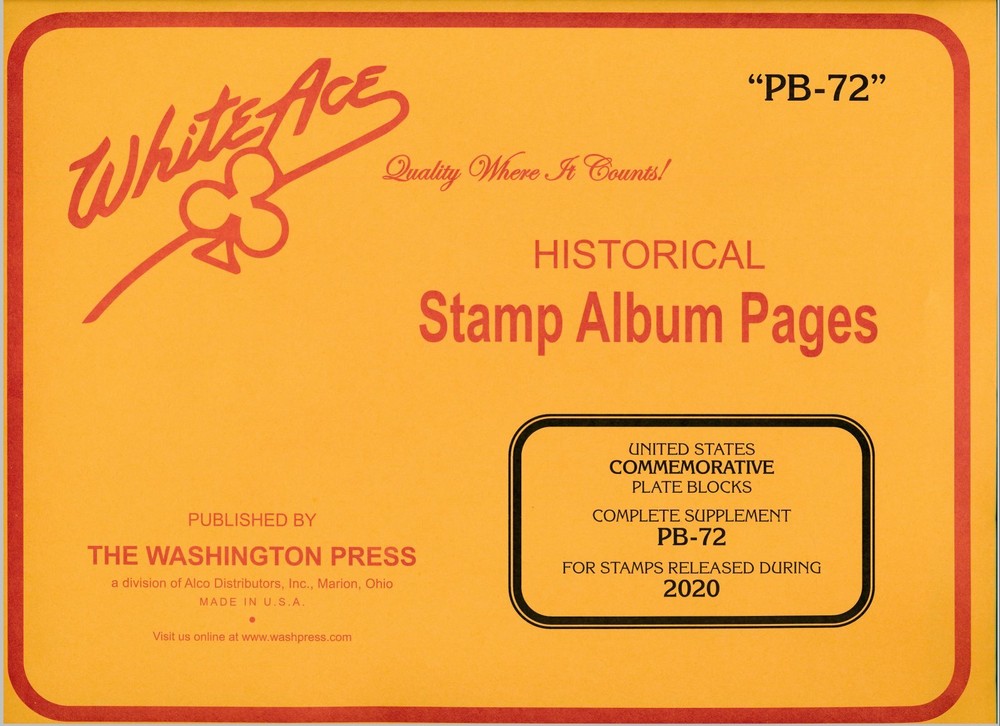 White Ace
"PB-72"
Quality Where It Counts!
HISTORICAL
Stamp Album Pages
UNITED STATES
COMMEMORATIVE
PLATE BLOCKS
COMPLETE SUPPLEMENT
PB-72
FOR STAMPS RELEASED DURING
2020
PUBLISHED BY
THE WASHINGTON PRESS
a division of Alco Distributors, Inc., Marion, Ohio
MADE IN U.S.A.
•
Visit us online at www.washpress.com